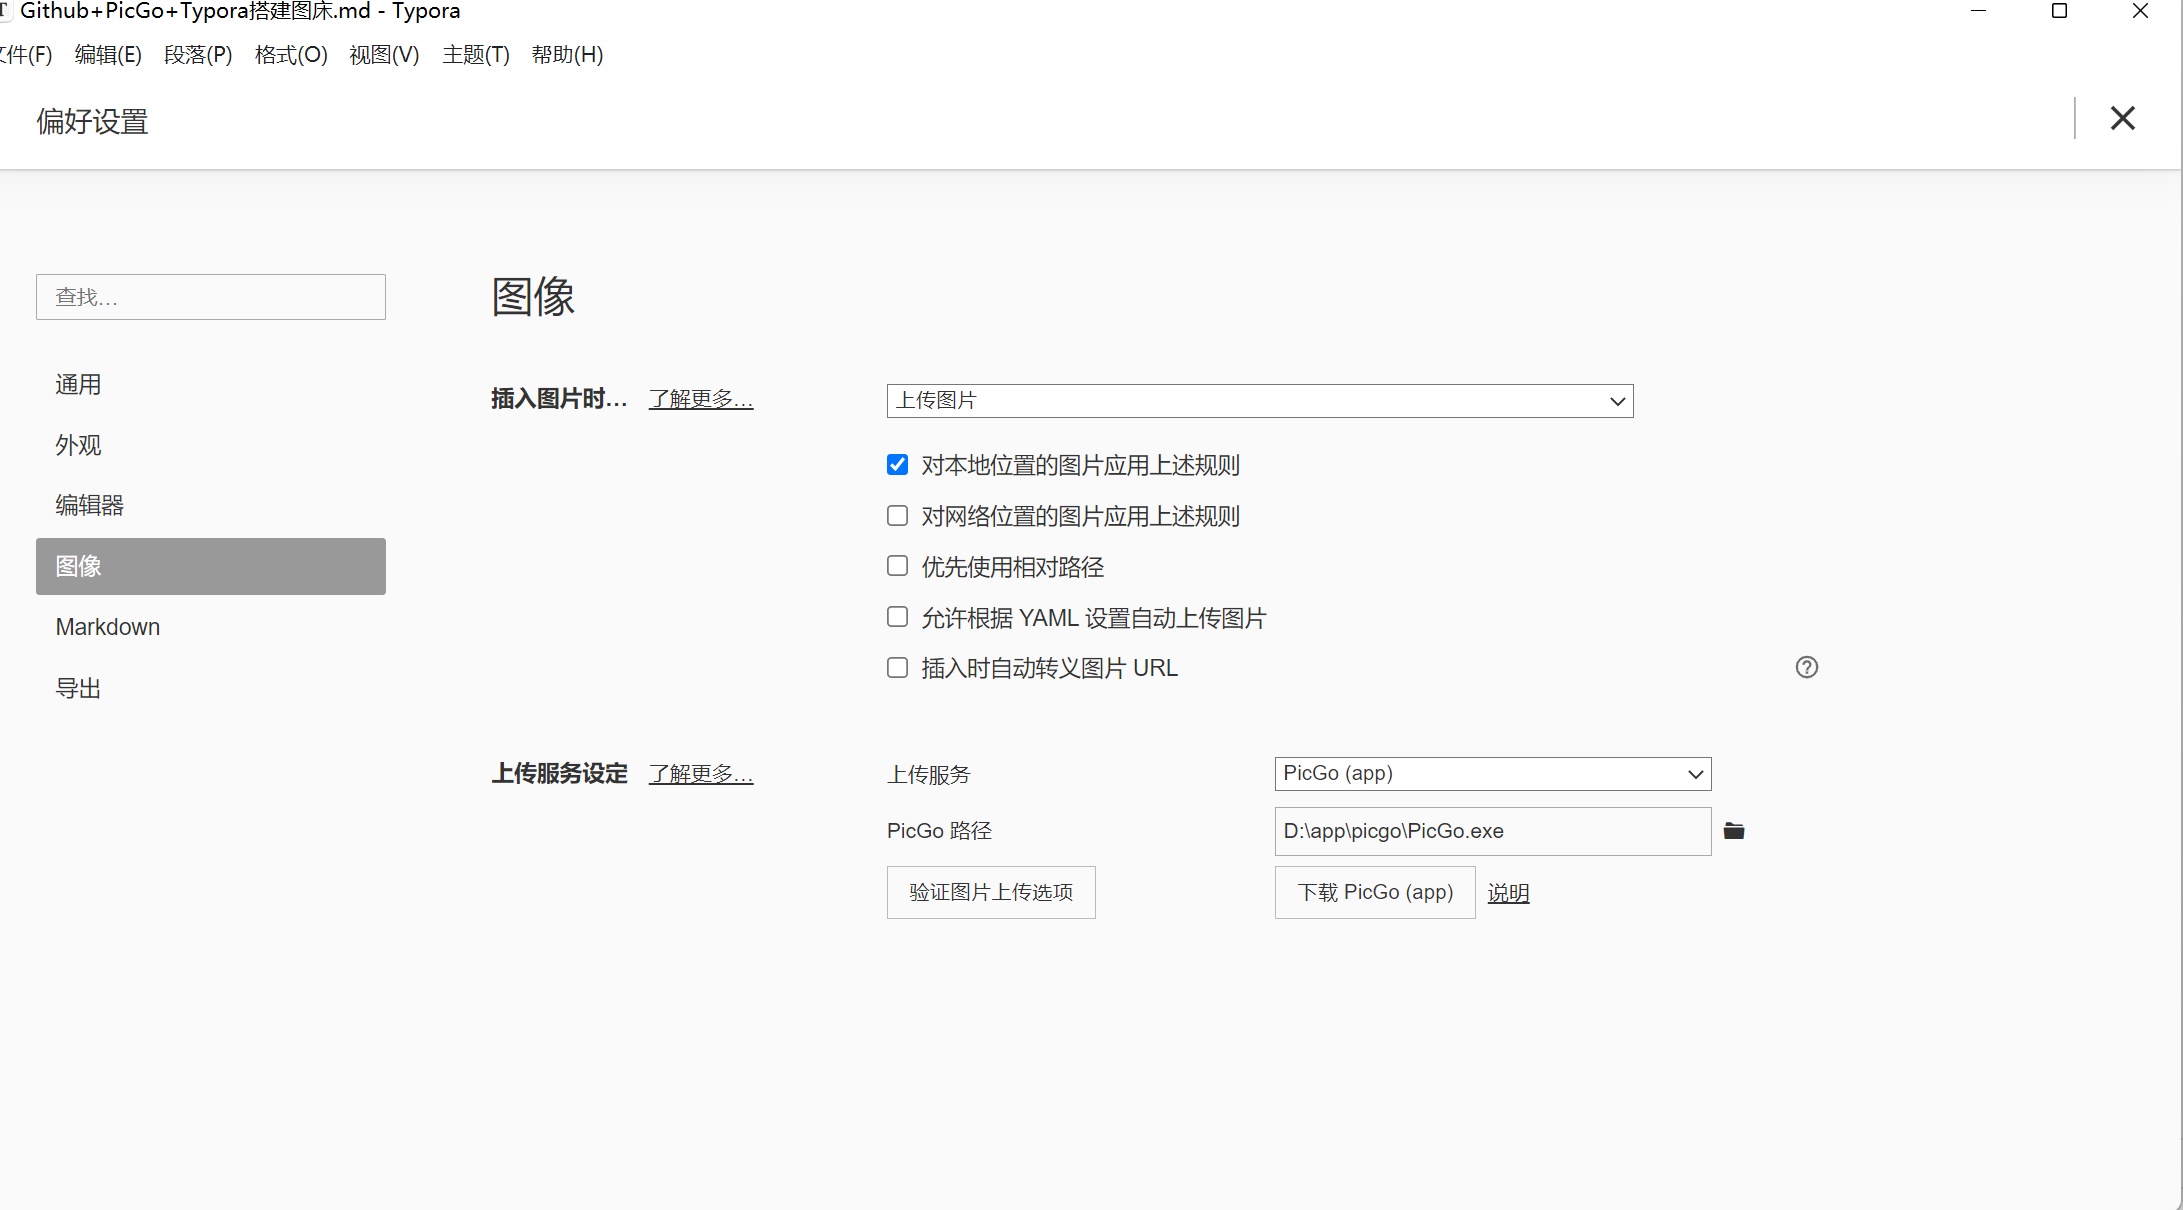 Github+PicGo+Typora搭建图床.md - Typora
文件(F) 编辑(E) 段落(P) 格式(O) 视图(V) 主题(T) 帮助(H)
偏好设置
查找…
通用
外观
编辑器
图像
Markdown
导出
图像
插入图片时… 了解更多… 上传图片
对本地位置的图片应用上述规则
对网络位置的图片应用上述规则
优先使用相对路径
允许根据 YAML 设置自动上传图片
插入时自动转义图片 URL
上传服务设定 了解更多… 上传服务 PicGo (app)
PicGo 路径 D:\app\picgo\PicGo.exe
验证图片上传选项 下载 PicGo (app) 说明